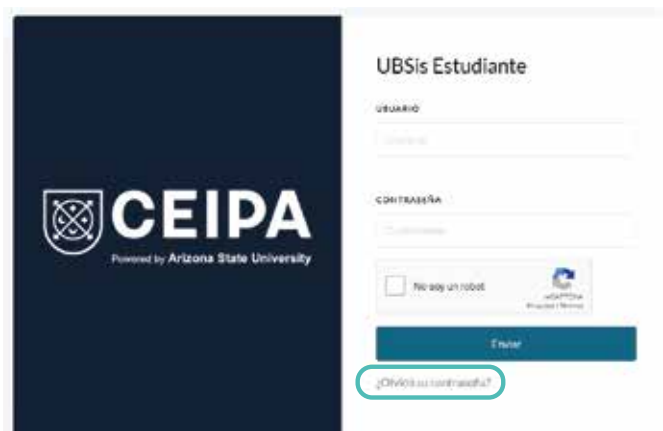 CEIPA
Powered by Arizona State University
UBSis Estudiante
USUARIO
CONTRASEÑA
No soy un robot
reCAPTCHA
Enviar
¿Olvidó su contraseña?